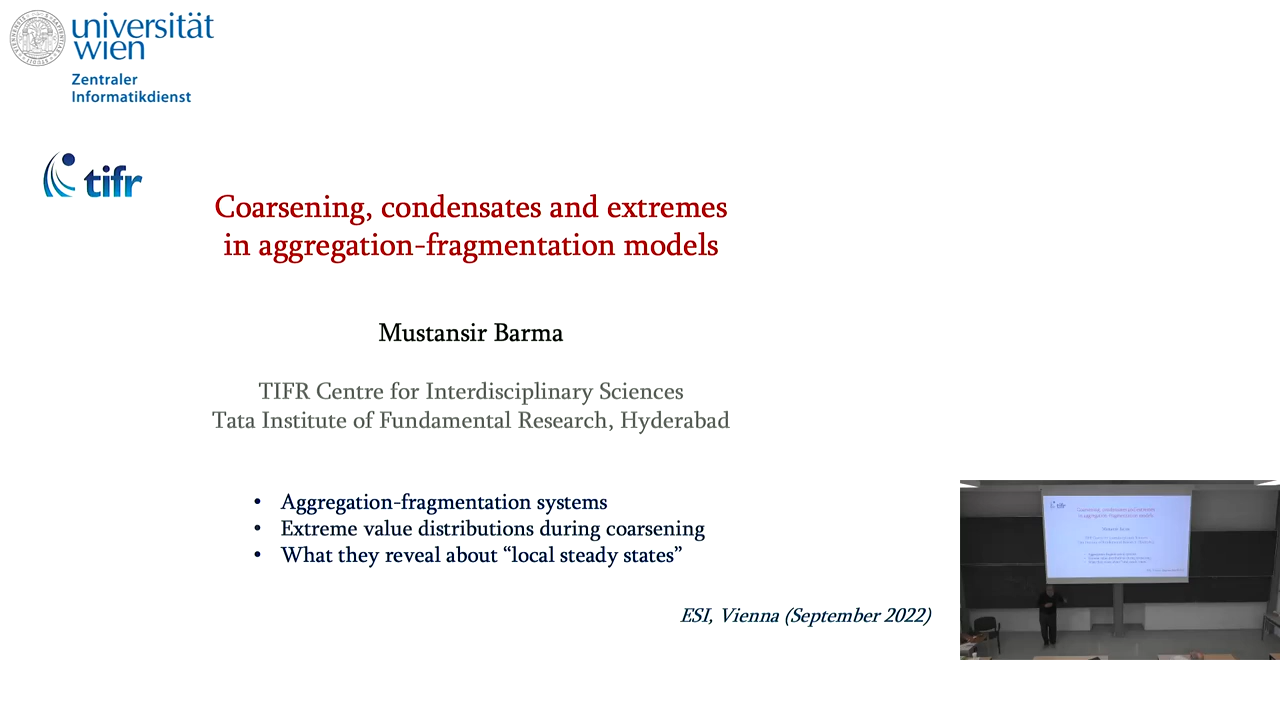 universität
wien
Zentraler
Informatikdienst
tifr
Coarsening, condensates and extremes
in aggregation-fragmentation models
Mustansir Barma
TIFR Centre for Interdisciplinary Sciences
Tata Institute of Fundamental Research, Hyderabad
• Aggregation-fragmentation systems
• Extreme value distributions during coarsening
• What they reveal about “local steady states”
ESI, Vienna (September 2022)